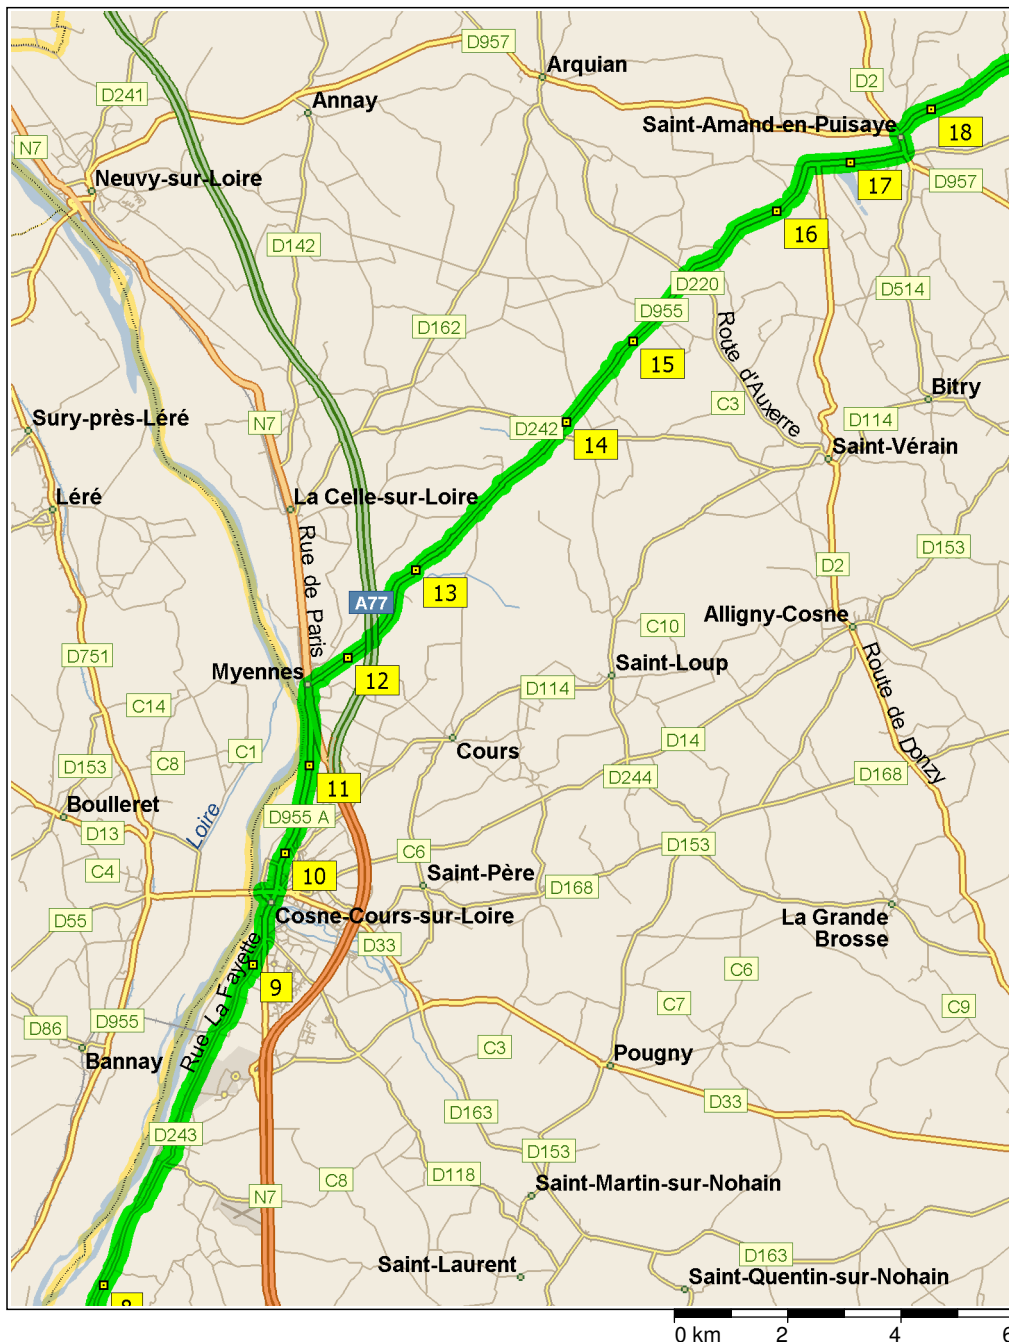 D957
Arquian
D2
D241
Annay
18
Saint-Amand-en-Puisaye
N7
Neuvy-sur-Loire
17
D957
16
D142
D220
D514
D955
D162
Route d'Auxerre
15
Bitry
C3
Sury-près-Léré
N7
D242
14
D114
Saint-Vérain
Léré
La Celle-sur-Loire
Rue de Paris
D153
D2
13
A77
Alligny-Cosne
C10
D751
Myennes
12
Saint-Loup
Route de Donzy
D114
C14
C1
Cours
D14
D153
C8
D244
D168
11
Boulleret
Loire
D955 A
D13
D153
C6
C4
10
Saint-Père
D168
D55
Cosne-Cours-sur-Loire
La Grande
Brosse
D33
Rue La Fayette
9
C6
C7
C9
D86
D955
Bannay
C3
Pougny
D33
D163
D243
D153
D118
C8
N7
Saint-Martin-sur-Nohain
D163
Saint-Laurent
Saint-Quentin-sur-Nohain
8
0 km
2
4
6